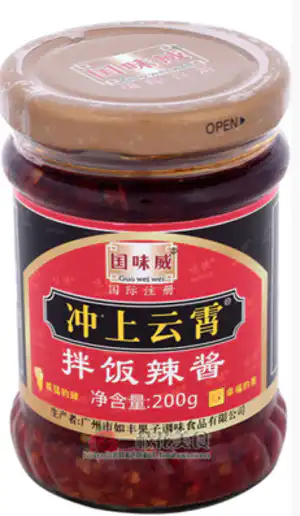 国味威
OPEN▶
国味威®
Guo wei wei
国际注册
冲上云霄®
拌饭辣酱
净含量:200g
生产者:广州市如丰果子调味食品有限公司